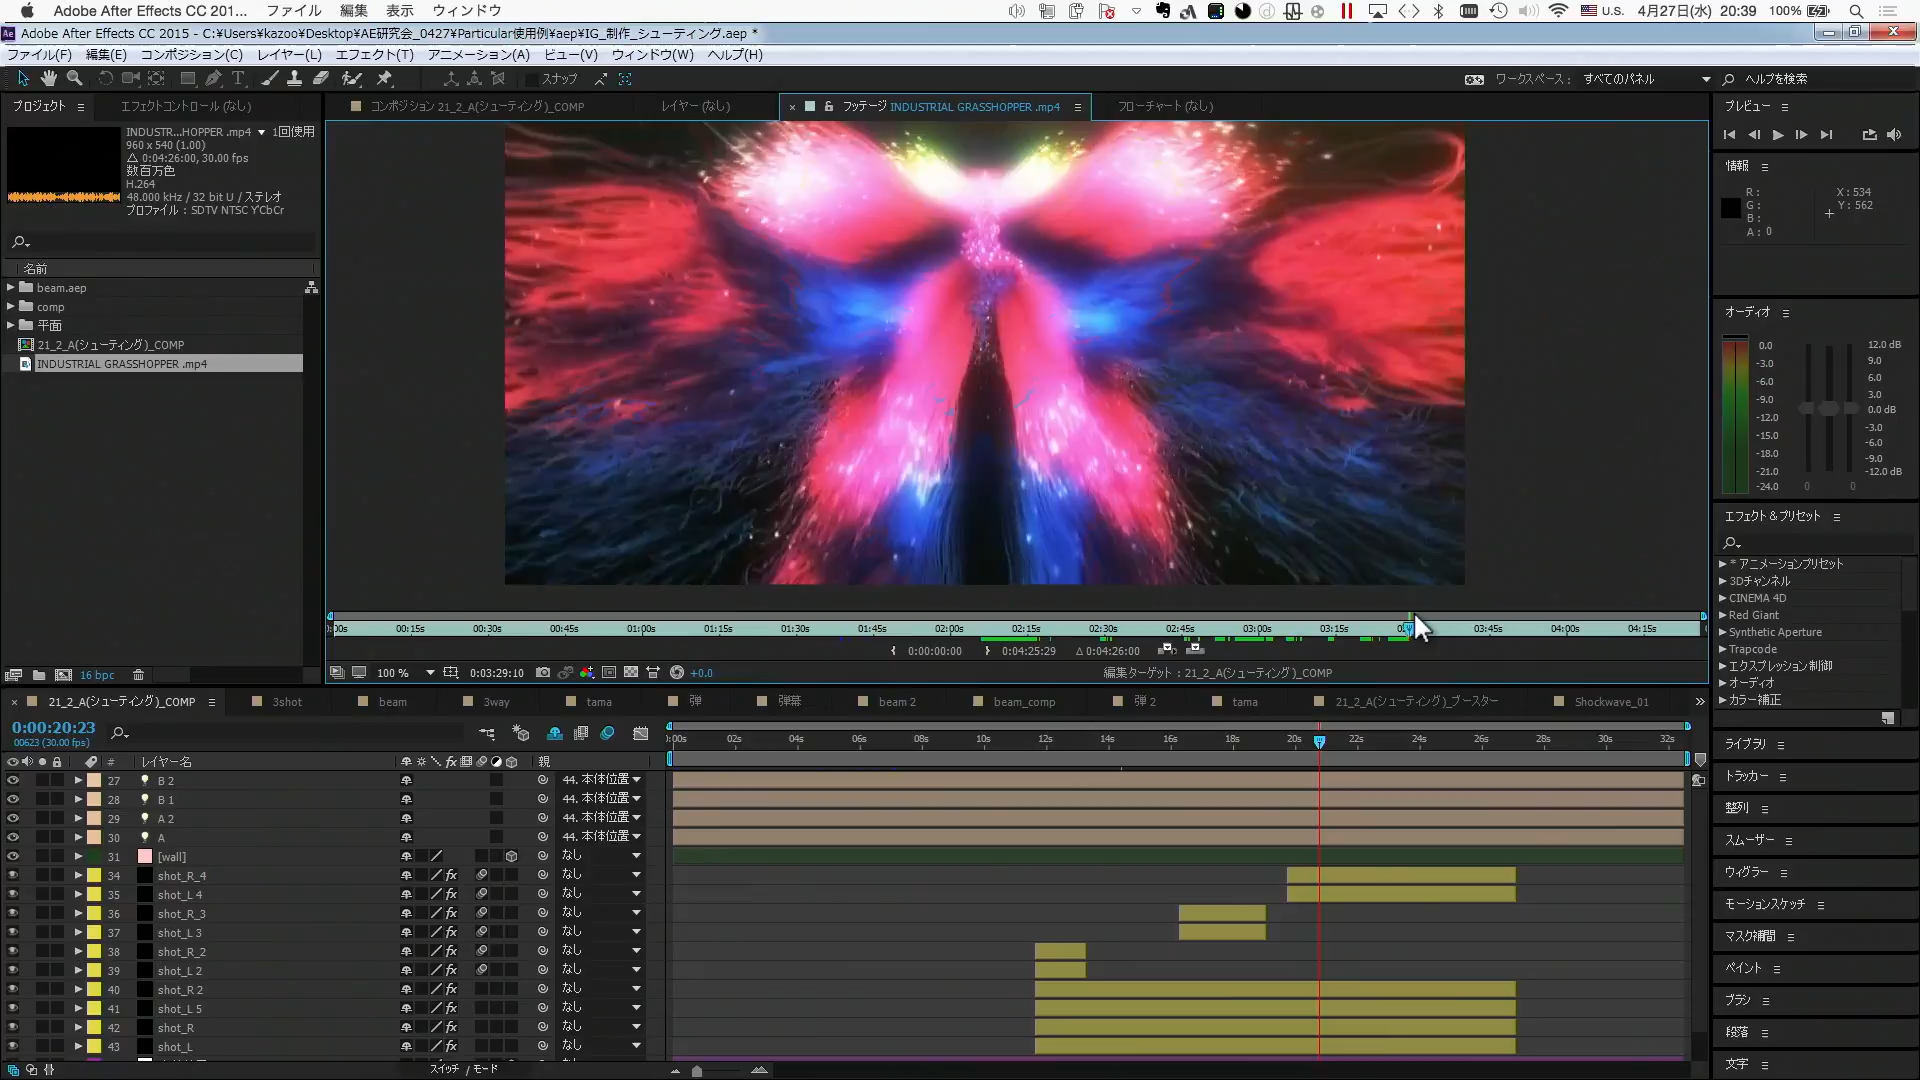 Adobe After Effects CC 201... ファイル 編集 表示 ウィンドウ
U.S. 4月27日(水) 20:39 100%
Adobe After Effects CC 2015 - C:¥Users¥kazoo¥Desktop¥AE研究会_0427¥Particular使用例¥aep¥IG_制作_シューティング.aep *
ファイル(F) 編集(E) コンポジション(C) レイヤー(L) エフェクト(T) アニメーション(A) ビュー(V) ウィンドウ(W) ヘルプ(H)
スナップ ワークスペース: すべてのパネル ヘルプを検索
プロジェクト エフェクトコントロール (なし)
INDUSTR...HOPPER .mp4 1回使用
960 x 540 (1.00)
Δ 0:04:26:00, 30.00 fps
数百万色
H.264
48.000 kHz / 32 bit U / ステレオ
プロファイル : SDTV NTSC Y'CbCr
名前
beam.aep
comp
平面
21_2_A(シューティング)_COMP
INDUSTRIAL GRASSHOPPER .mp4
16 bpc
コンポジション 21_2_A(シューティング)_COMP レイヤー (なし) フッテージ INDUSTRIAL GRASSHOPPER .mp4 フローチャート (なし)
00s 00:15s 00:30s 00:45s 01:00s 01:15s 01:30s 01:45s 02:00s 02:15s 02:30s 02:45s 03:00s 03:15s 03:45s 04:00s 04:15s
0:00:00:00 0:04:25:29 Δ 0:04:26:00
100 % 0:03:29:10 +0.0 編集ターゲット : 21_2_A(シューティング)_COMP
プレビュー
情報
R : X : 534
G : Y : 562
B :
A : 0
オーディオ
0.0 12.0 dB
-3.0 9.0
-6.0 6.0
-9.0 3.0
-12.0 0.0 dB
-15.0 -3.0
-18.0 -6.0
-21.0 -9.0
-24.0 -12.0 dB
0 0
エフェクト＆プリセット
* アニメーションプリセット
3Dチャンネル
CINEMA 4D
Red Giant
Synthetic Aperture
Trapcode
エクスプレッション制御
オーディオ
カラー補正
ライブラリ
トラッカー
整列
スムーザー
ウィグラー
モーションスケッチ
マスク補間
ペイント
ブラシ
段落
文字
21_2_A(シューティング)_COMP 3shot beam 3way tama 弾 弾幕 beam 2 beam_comp 弾 2 tama 21_2_A(シューティング)_ブースター Shockwave_01
0:00:20:23
00623 (30.00 fps)
00s 02s 04s 06s 08s 10s 12s 14s 16s 18s 20s 22s 24s 26s 28s 30s 32s
# レイヤー名 fx 親
27 B 2 44. 本体位置
28 B 1 44. 本体位置
29 A 2 44. 本体位置
30 A 44. 本体位置
31 [wall] なし
34 shot_R_4 fx なし
35 shot_L 4 fx なし
36 shot_R_3 fx なし
37 shot_L 3 fx なし
38 shot_R_2 fx なし
39 shot_L 2 fx なし
40 shot_R 2 fx なし
41 shot_L 5 fx なし
42 shot_R fx なし
43 shot_L fx なし
スイッチ / モード